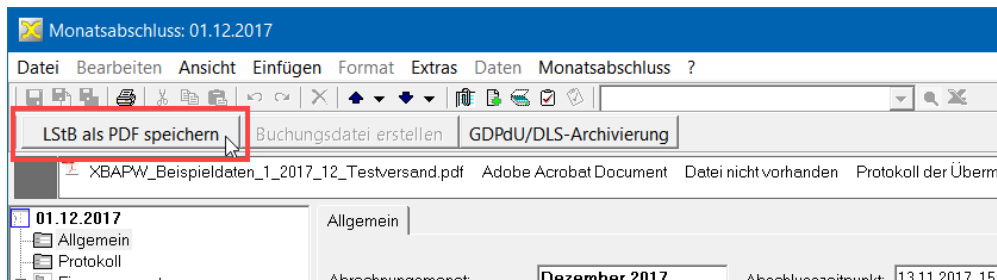 Monatsabschluss: 01.12.2017
Datei Bearbeiten Ansicht Einfügen Format Extras Daten Monatsabschluss ?
LStB als PDF speichern Buchungsdatei erstellen GDPdU/DLS-Archivierung
XBAPW_Beispieldaten_1_2017_12_Testversand.pdf Adobe Acrobat Document Datei nicht vorhanden Protokoll der Überm
01.12.2017 Allgemein
Allgemein
Protokoll
Abrechnungsmonat: Dezember 2017 Abschlusszeitpunkt: 13.11.2017 15